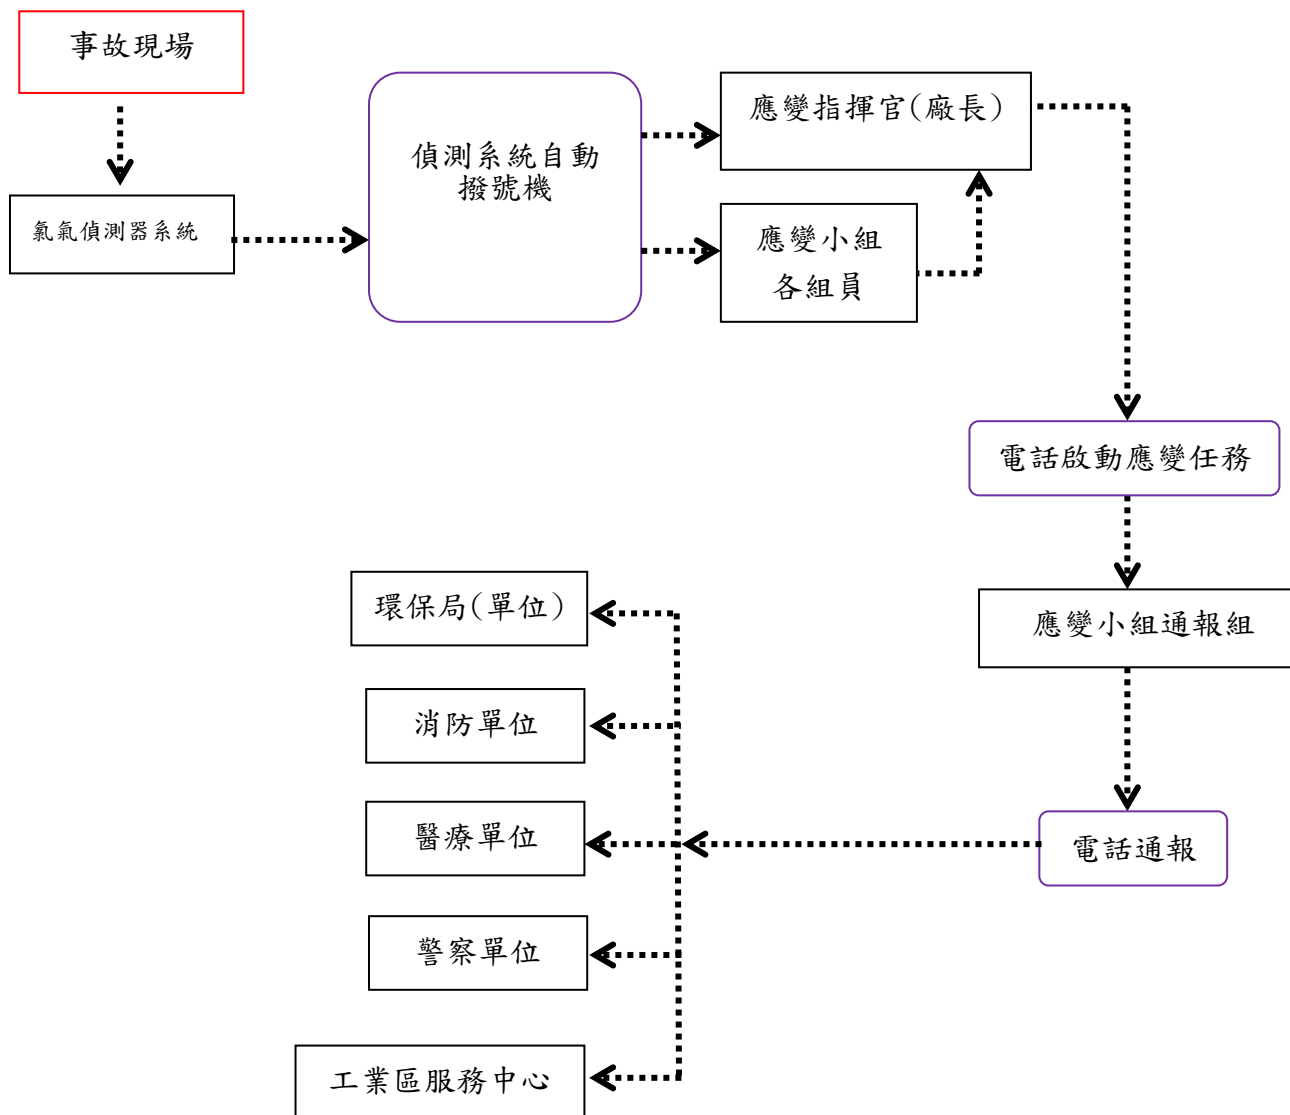 事故現場
氯氣偵測器系統
偵測系統自動
撥號機
應變指揮官(廠長)
應變小組
各組員
電話啟動應變任務
應變小組通報組
電話通報
環保局(單位)
消防單位
醫療單位
警察單位
工業區服務中心